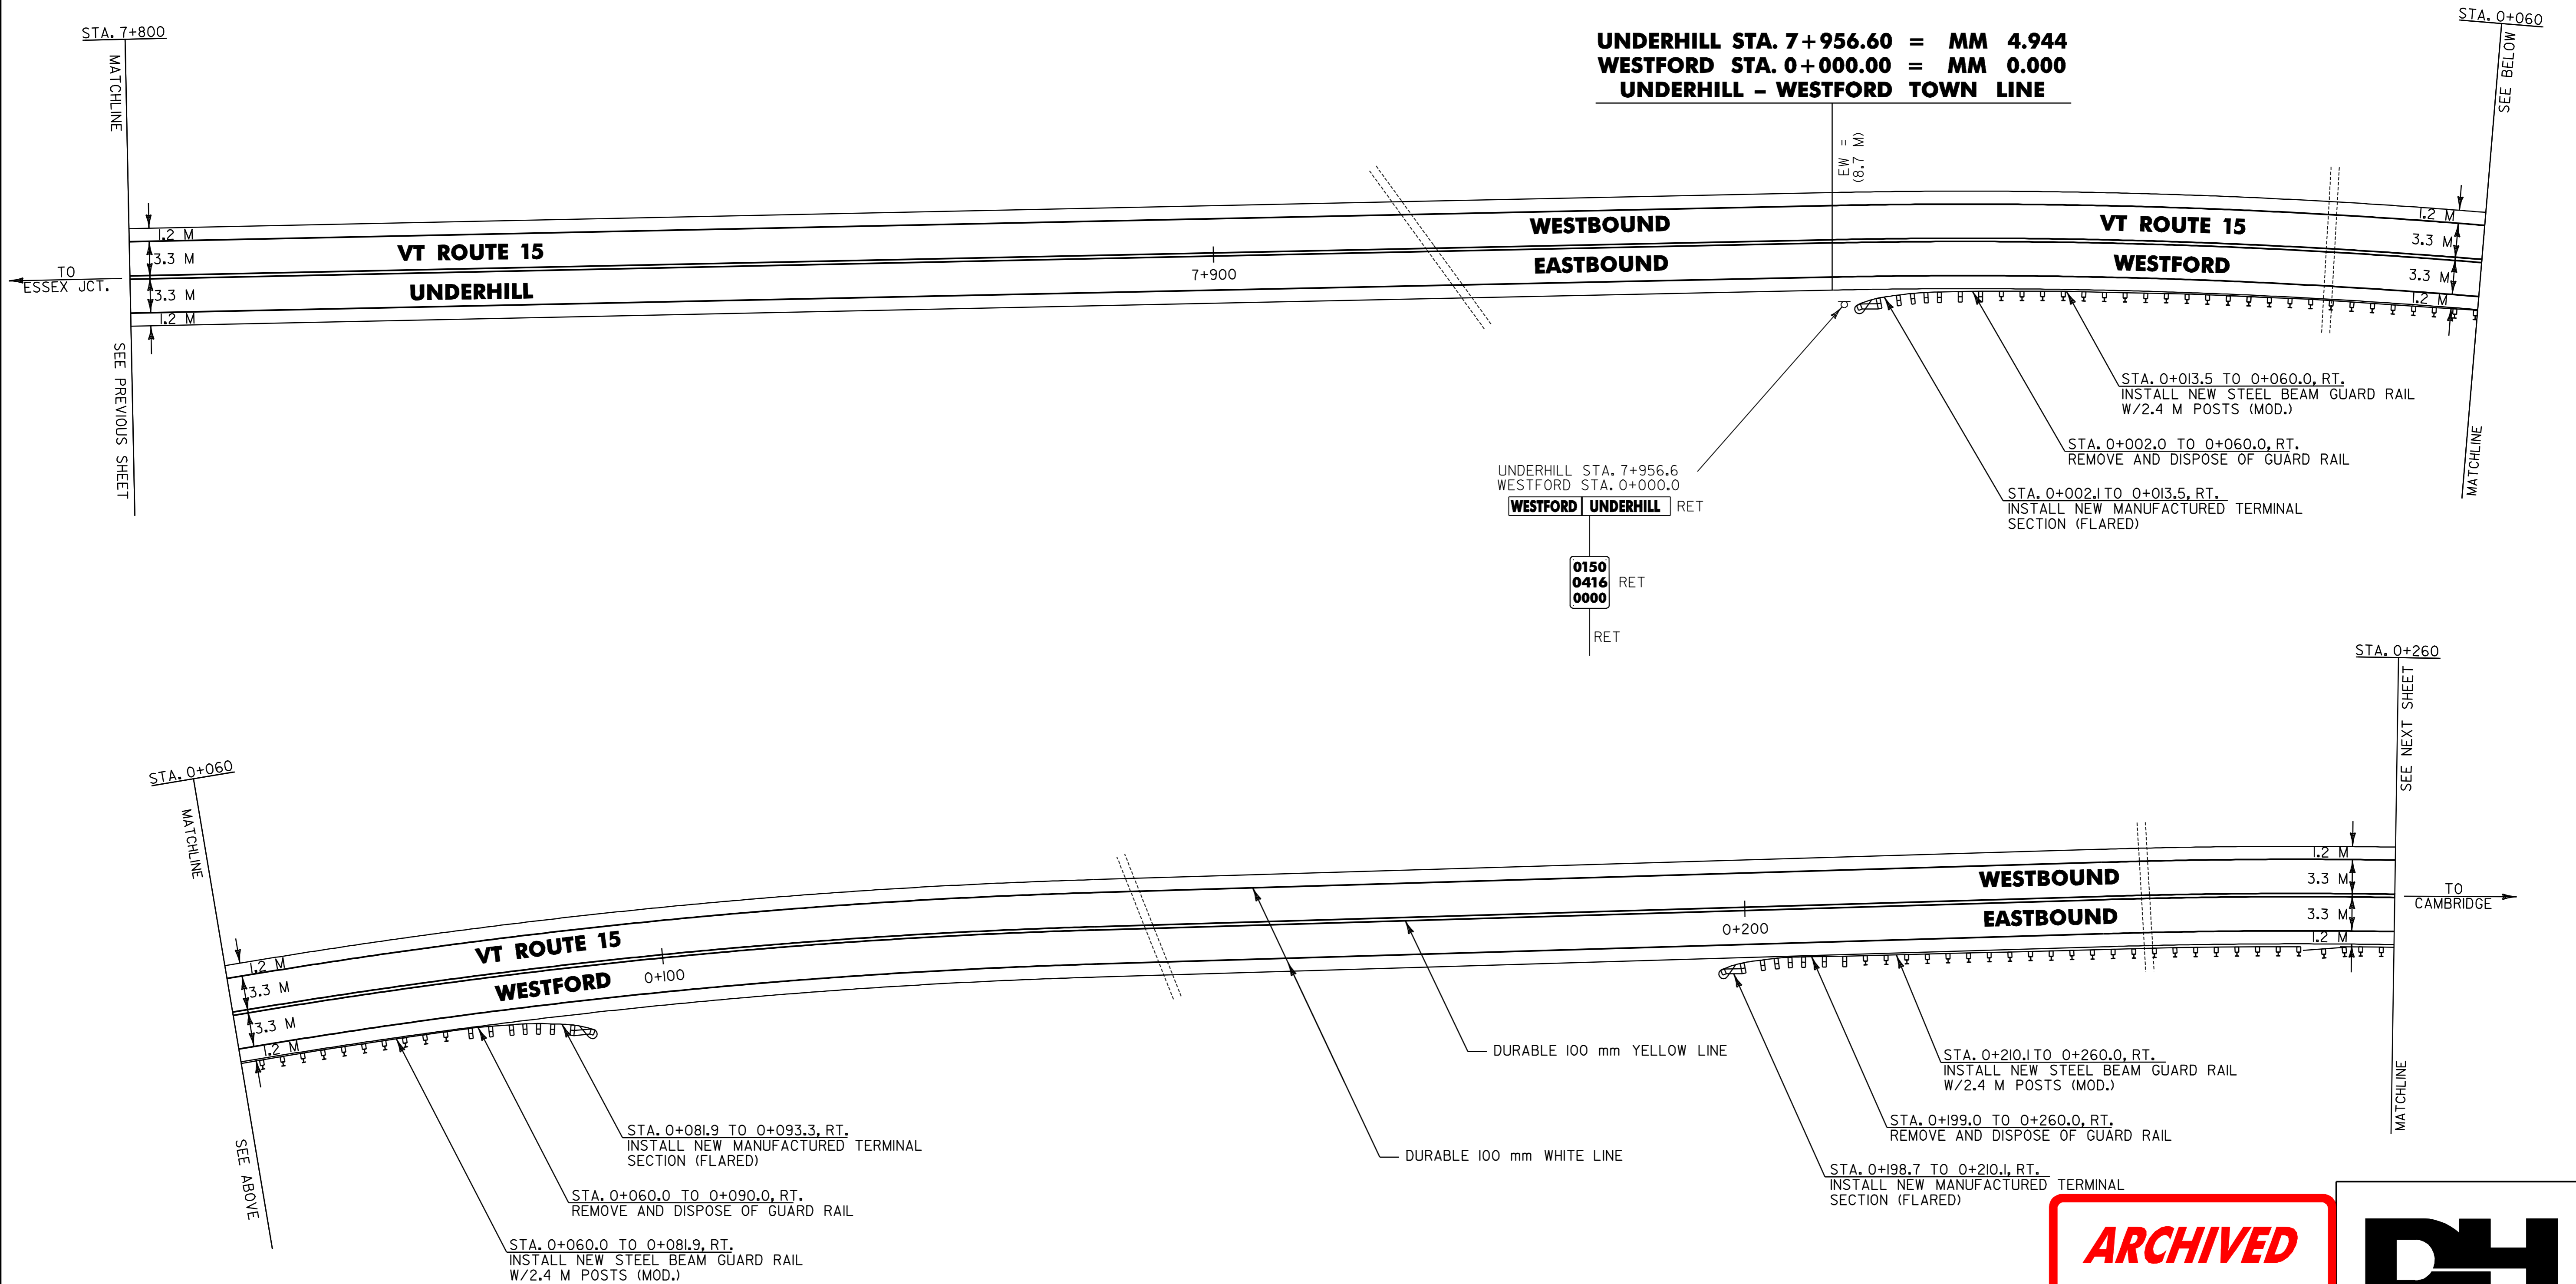 STA. 7+800
MATCHLINE
SEE PREVIOUS SHEET
TO
ESSEX JCT.
1.2 M
3.3 M
3.3 M
1.2 M
VT ROUTE 15
UNDERHILL
7+900
UNDERHILL STA. 7+956.60 = MM 4.944
WESTFORD STA. 0+000.00 = MM 0.000
UNDERHILL - WESTFORD TOWN LINE
EW =
(8.7 M)
WESTBOUND
EASTBOUND
VT ROUTE 15
WESTFORD
STA. 0+060
SEE BELOW
MATCHLINE
1.2 M
3.3 M
3.3 M
1.2 M
STA. 0+013.5 TO 0+060.0, RT.
INSTALL NEW STEEL BEAM GUARD RAIL
W/2.4 M POSTS (MOD.)
STA. 0+002.0 TO 0+060.0, RT.
REMOVE AND DISPOSE OF GUARD RAIL
STA. 0+002.1 TO 0+013.5, RT.
INSTALL NEW MANUFACTURED TERMINAL
SECTION (FLARED)
UNDERHILL STA. 7+956.6
WESTFORD STA. 0+000.0
WESTFORD UNDERHILL RET
0150
0416 RET
0000
RET
STA. 0+060
MATCHLINE
SEE ABOVE
1.2 M
3.3 M
3.3 M
1.2 M
VT ROUTE 15
WESTFORD
0+100
0+200
WESTBOUND
EASTBOUND
STA. 0+260
SEE NEXT SHEET
MATCHLINE
1.2 M
3.3 M
3.3 M
1.2 M
TO
CAMBRIDGE
DURABLE 100 mm YELLOW LINE
DURABLE 100 mm WHITE LINE
STA. 0+081.9 TO 0+093.3, RT.
INSTALL NEW MANUFACTURED TERMINAL
SECTION (FLARED)
STA. 0+060.0 TO 0+090.0, RT.
REMOVE AND DISPOSE OF GUARD RAIL
STA. 0+060.0 TO 0+081.9, RT.
INSTALL NEW STEEL BEAM GUARD RAIL
W/2.4 M POSTS (MOD.)
STA. 0+210.1 TO 0+260.0, RT.
INSTALL NEW STEEL BEAM GUARD RAIL
W/2.4 M POSTS (MOD.)
STA. 0+199.0 TO 0+260.0, RT.
REMOVE AND DISPOSE OF GUARD RAIL
STA. 0+198.7 TO 0+210.1, RT.
INSTALL NEW MANUFACTURED TERMINAL
SECTION (FLARED)
ARCHIVED